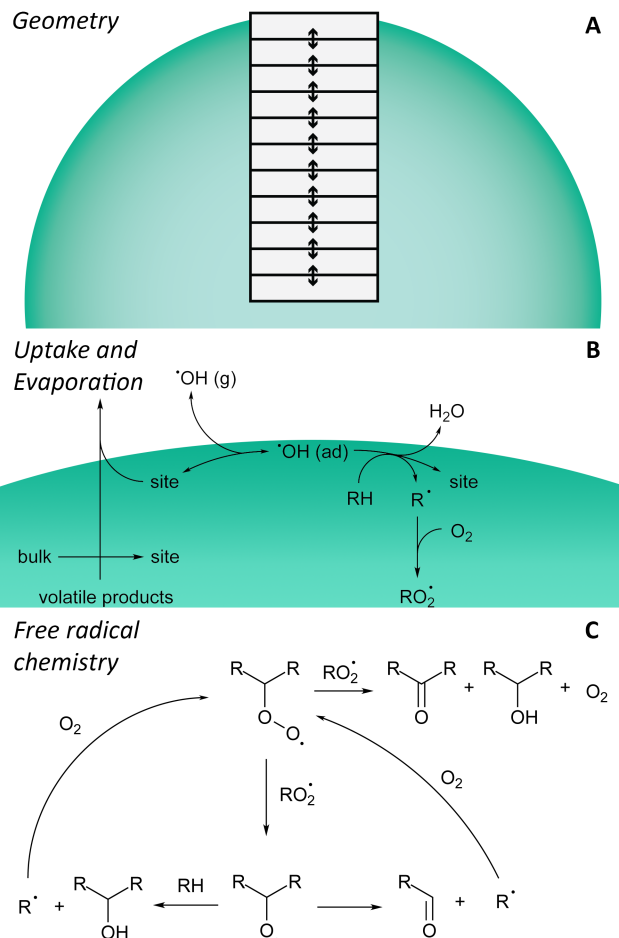 Geometry A
Uptake and B
Evaporation
•OH (g)
H2O
•OH (ad)
site
RH R• site
O2
bulk site
RO2•
volatile products
Free radical C
chemistry
R R RO2• R R R R
O2 + + O2
O O OH
O•
O2
RO2•
R R RH R R R
R• + + R•
OH O O